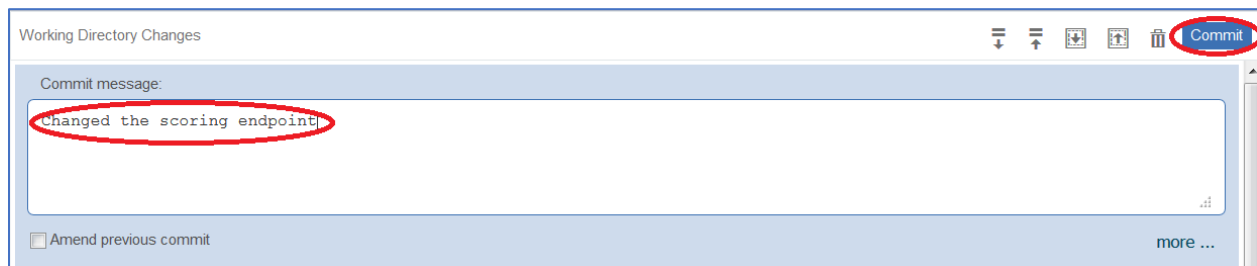 Working Directory Changes Commit
Commit message:
Changed the scoring endpoint
Amend previous commit more ...